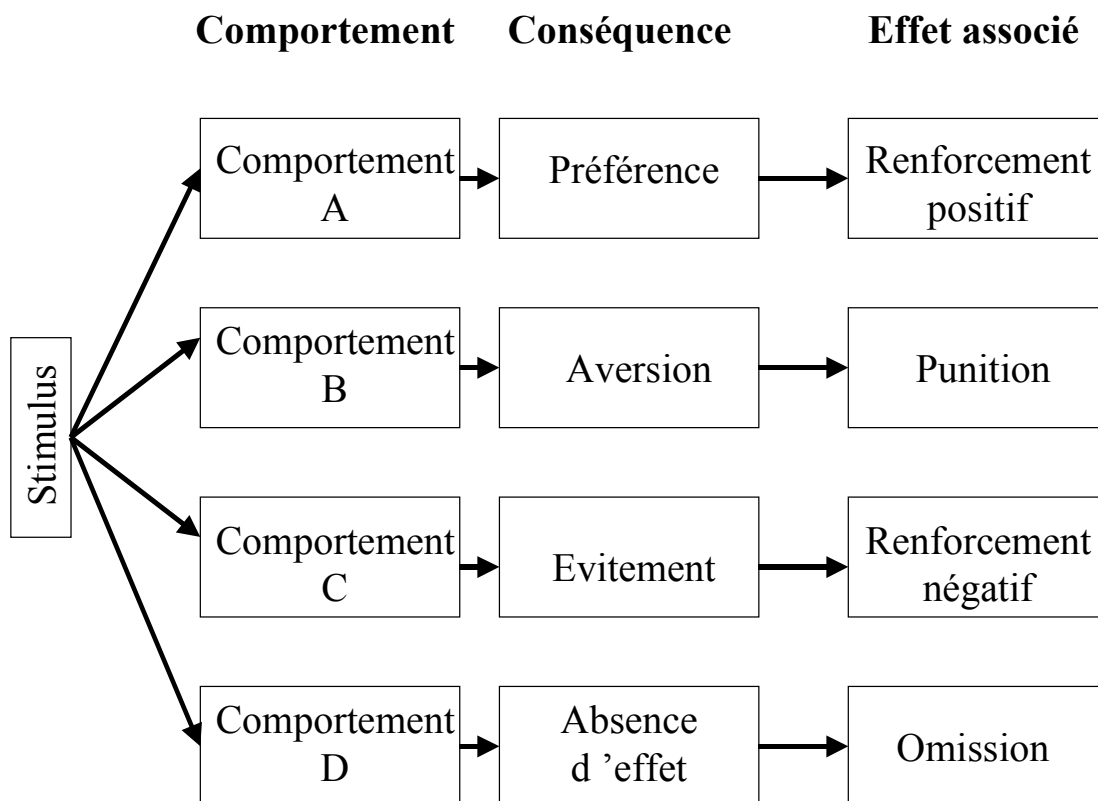 Comportement Conséquence Effet associé
Comportement
A
Préférence
Renforcement
positif
Comportement
B
Aversion
Punition
Stimulus
Comportement
C
Evitement
Renforcement
négatif
Comportement
D
Absence
d ’effet
Omission